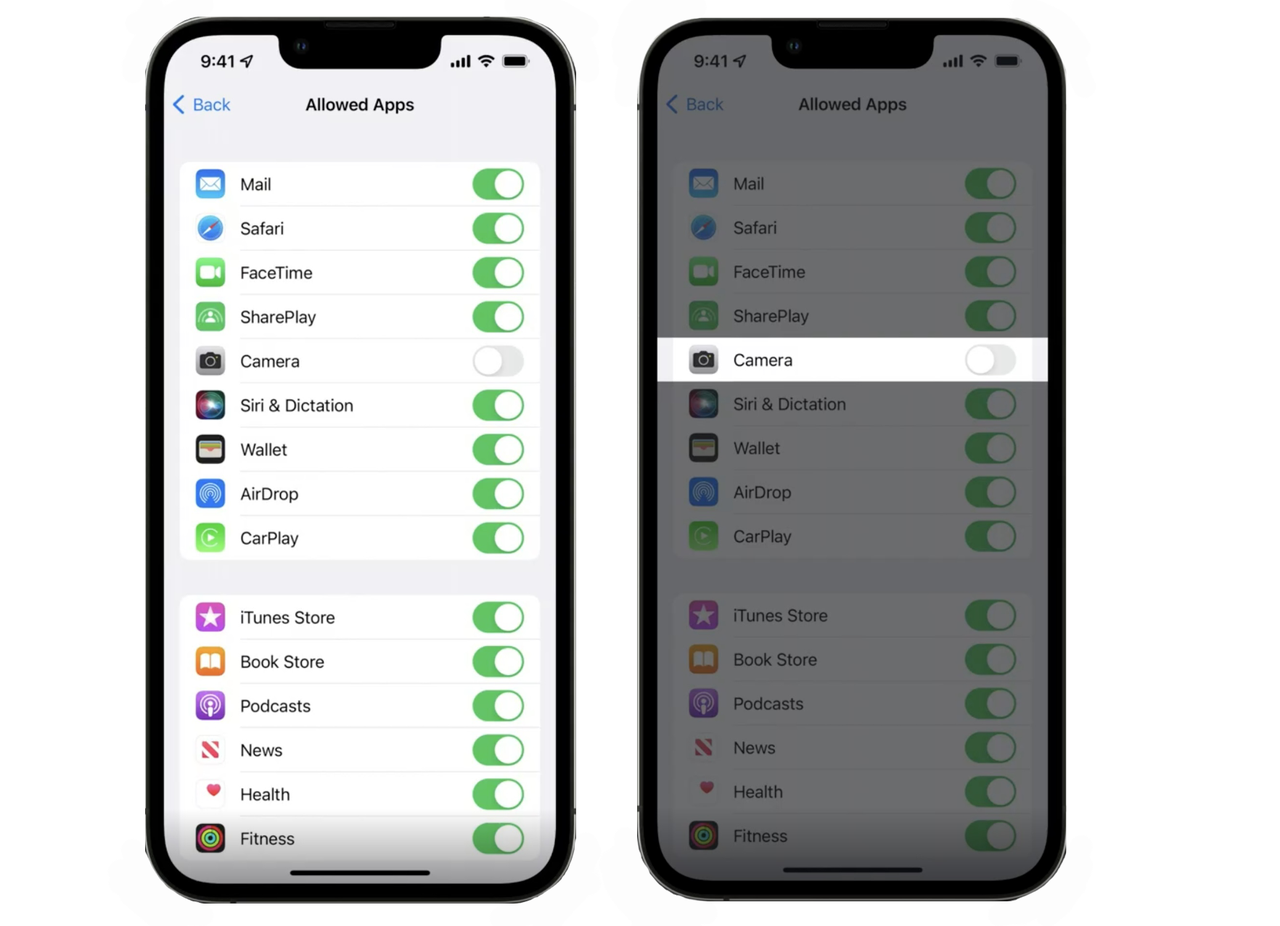 9:41
Back
Allowed Apps
Mail
Safari
FaceTime
SharePlay
Camera
Siri & Dictation
Wallet
AirDrop
CarPlay
iTunes Store
Book Store
Podcasts
News
Health
Fitness
9:41
Back
Allowed Apps
Mail
Safari
FaceTime
SharePlay
Camera
Siri & Dictation
Wallet
AirDrop
CarPlay
iTunes Store
Book Store
Podcasts
News
Health
Fitness